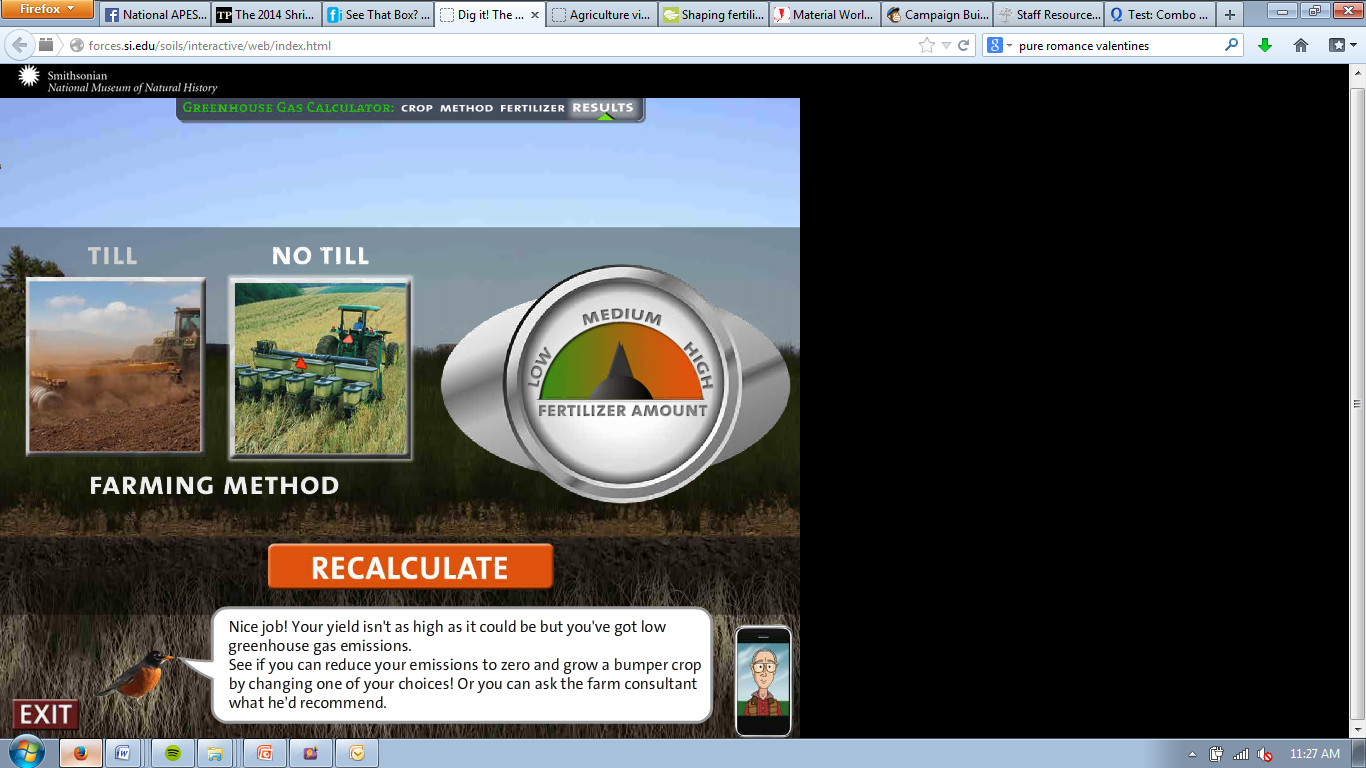 Firefox
National APES...
The 2014 Shri...
See That Box? ...
Dig it! The ...
Agriculture vi...
Shaping fertili...
Material Worl...
Campaign Bui...
Staff Resource...
Test: Combo ...
forces.si.edu/soils/interactive/web/index.html
pure romance valentines
Smithsonian
National Museum of Natural History
GREENHOUSE GAS CALCULATOR: CROP METHOD FERTILIZER RESULTS
TILL
NO TILL
LOW
MEDIUM
HIGH
FERTILIZER AMOUNT
FARMING METHOD
RECALCULATE
Nice job! Your yield isn't as high as it could be but you've got low
greenhouse gas emissions.
See if you can reduce your emissions to zero and grow a bumper crop
by changing one of your choices! Or you can ask the farm consultant
what he'd recommend.
EXIT
11:27 AM